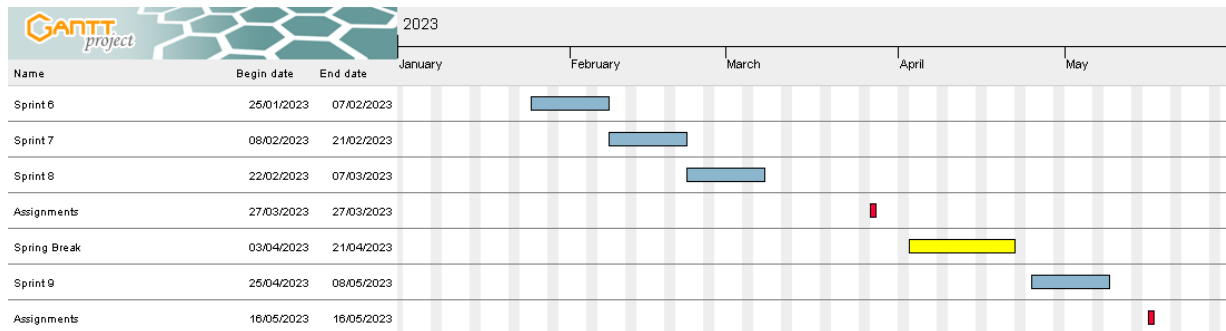 GANTT
project
2023
Name Begin date End date
January February March April May
Sprint 6 25/01/2023 07/02/2023
Sprint 7 08/02/2023 21/02/2023
Sprint 8 22/02/2023 07/03/2023
Assignments 27/03/2023 27/03/2023
Spring Break 03/04/2023 21/04/2023
Sprint 9 25/04/2023 08/05/2023
Assignments 16/05/2023 16/05/2023